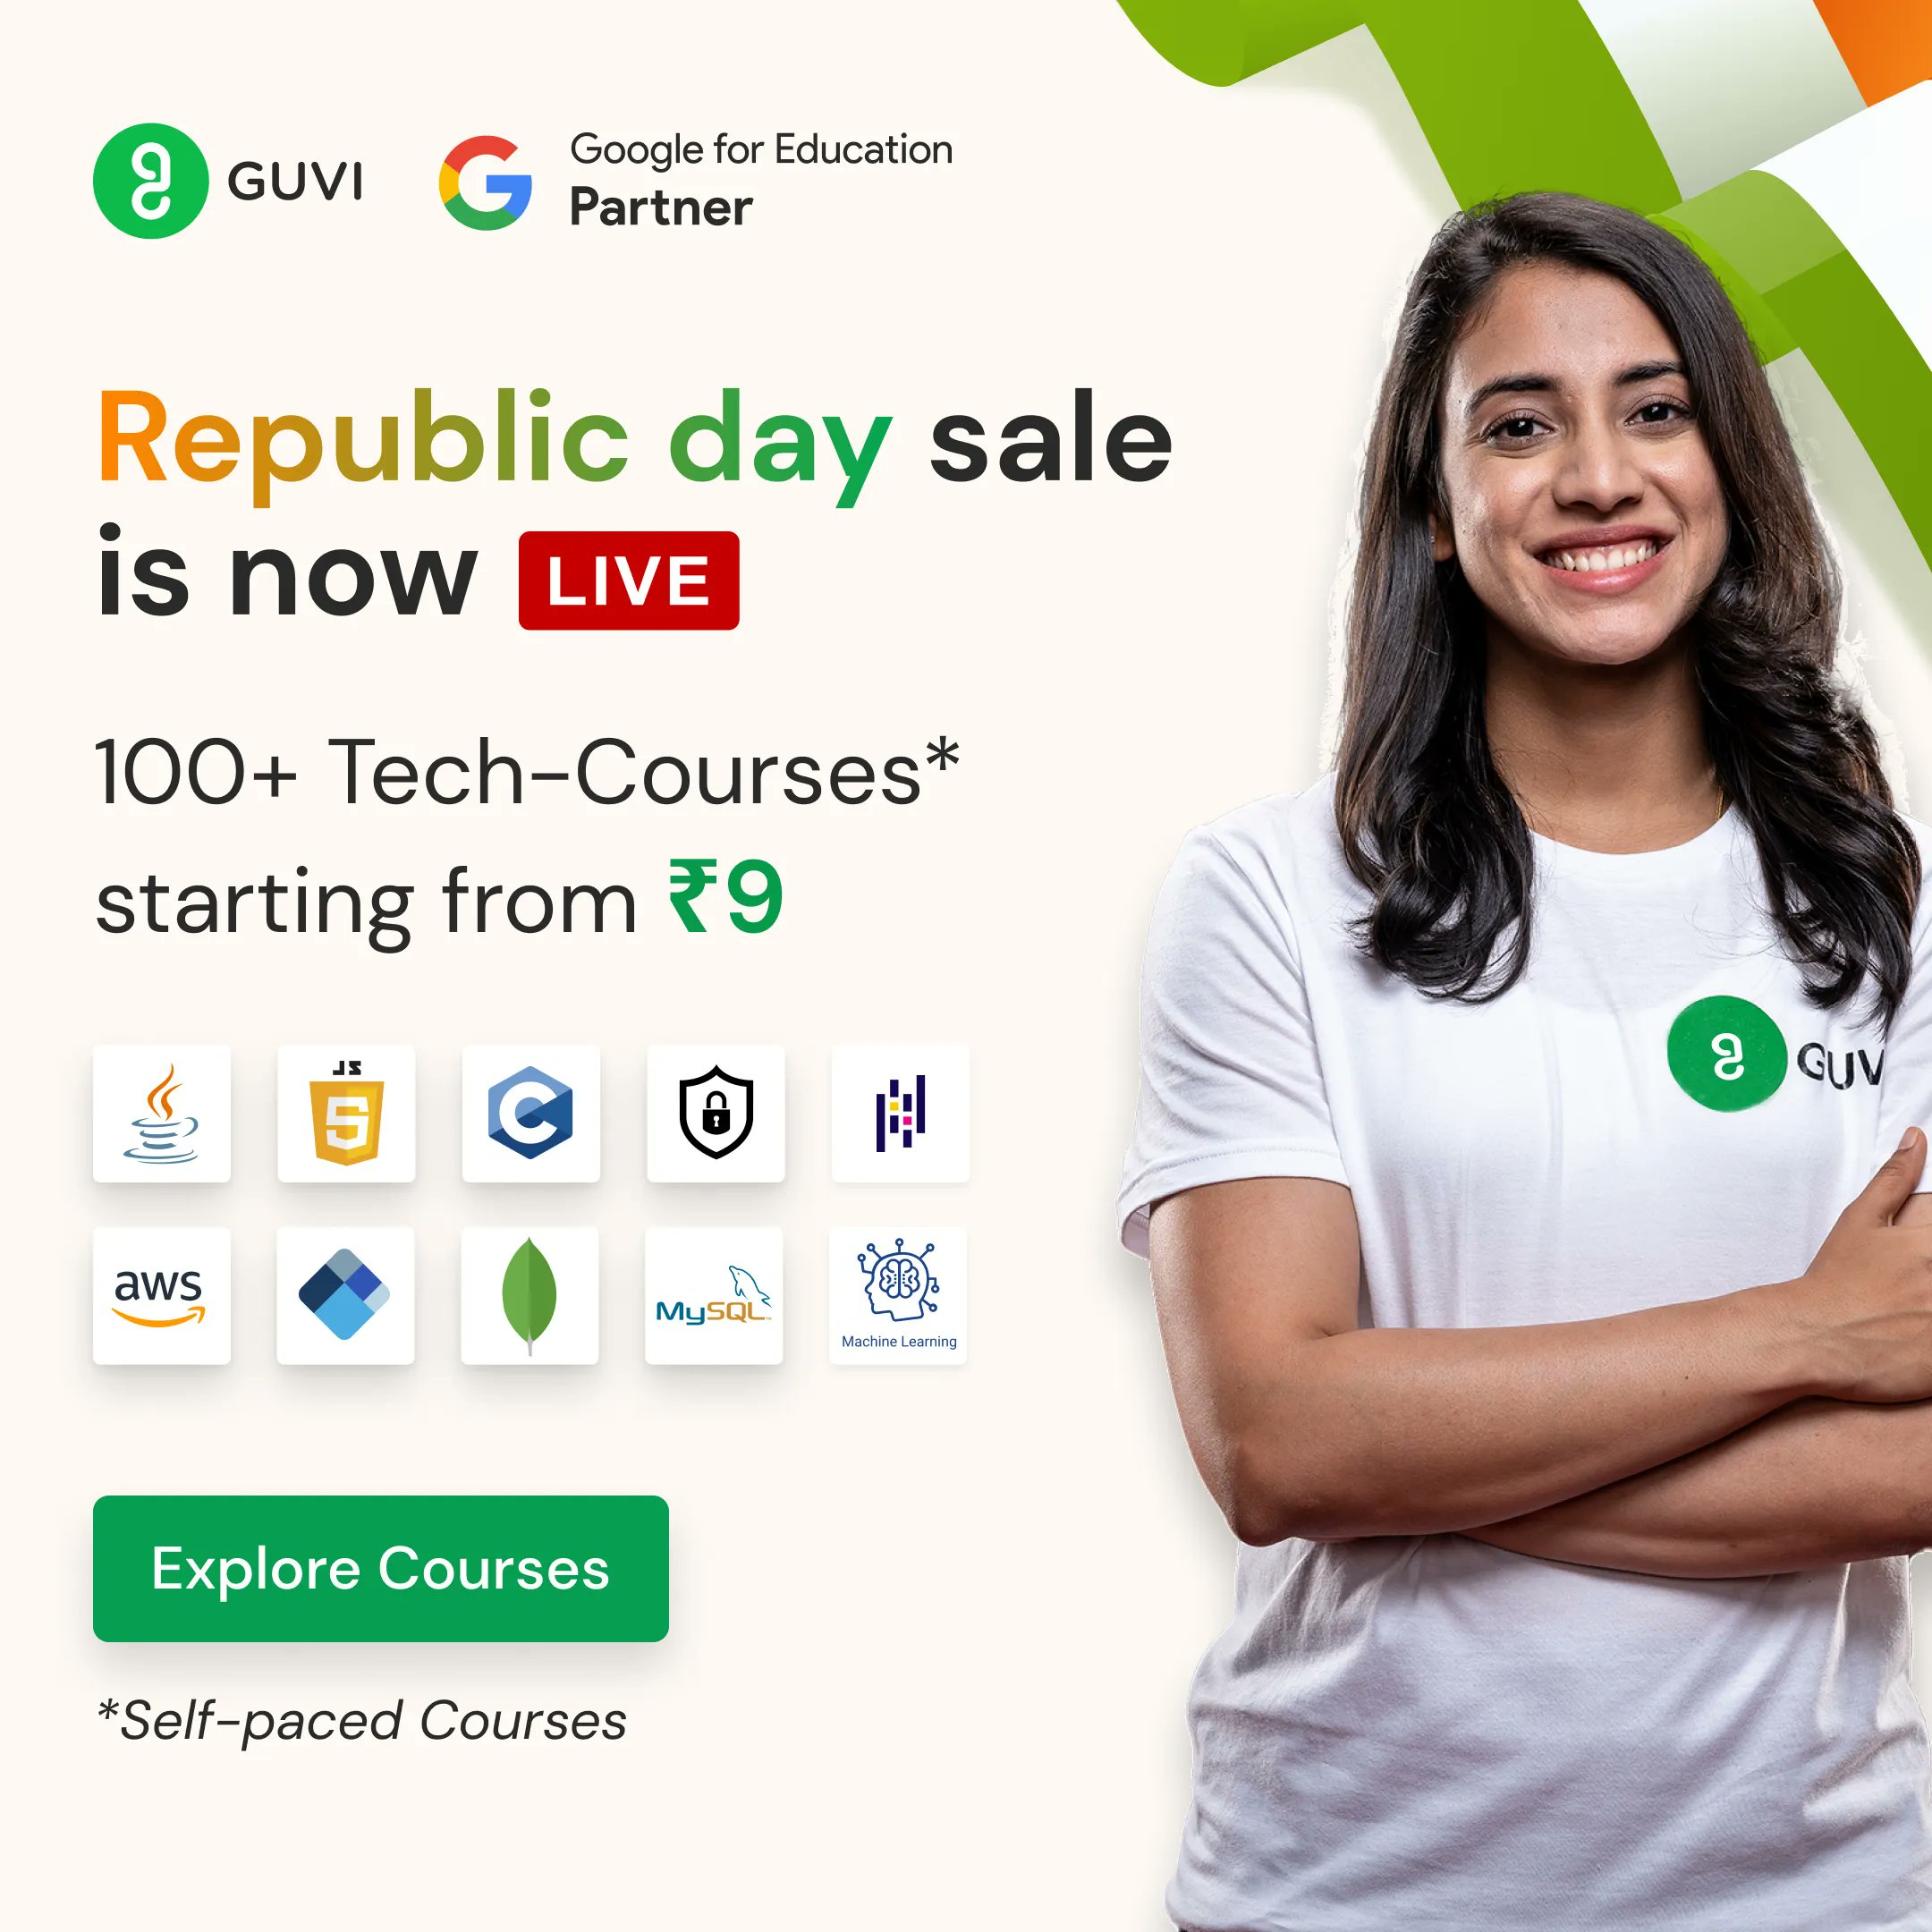 GUVI
Google for Education
Partner
Republic day sale
is now LIVE
100+ Tech-Courses*
starting from ₹9
JS
aws
MySQL
Machine Learning
GUV
Explore Courses
*Self-paced Courses